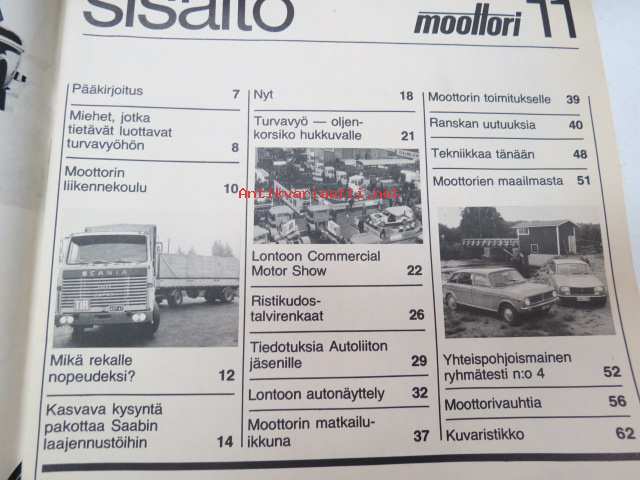 sisältö
moottori 11
Pääkirjoitus 7
Miehet, jotka
tietävät luottavat
turvavyöhön 8
Moottorin
liikennekoulu 10
SCANIA
Mikä rekalle
nopeudeksi? 12
Kasvava kysyntä
pakottaa Saabin
laajennustöihin 14
Nyt 18
Turvavyö — oljen-
korsiko hukkuvalle 21
Antikvariaatti.net
Lontoon Commercial
Motor Show 22
Ristikudos-
talvirenkaat 26
Tiedotuksia Autoliiton
jäsenille 29
Lontoon autonäyttely 32
Moottorin matkailu-
ikkuna 37
Moottorin toimitukselle 39
Ranskan uutuuksia 40
Tekniikkaa tänään 48
Moottorien maailmasta 51
Yhteispohjoismainen
ryhmätesti n:o 4 52
Moottorivauhtia 56
Kuvaristikko 62